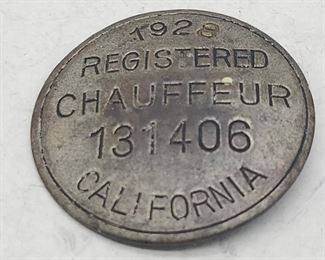 1928
REGISTERED
CHAUFFEUR
131406
CALIFORNIA